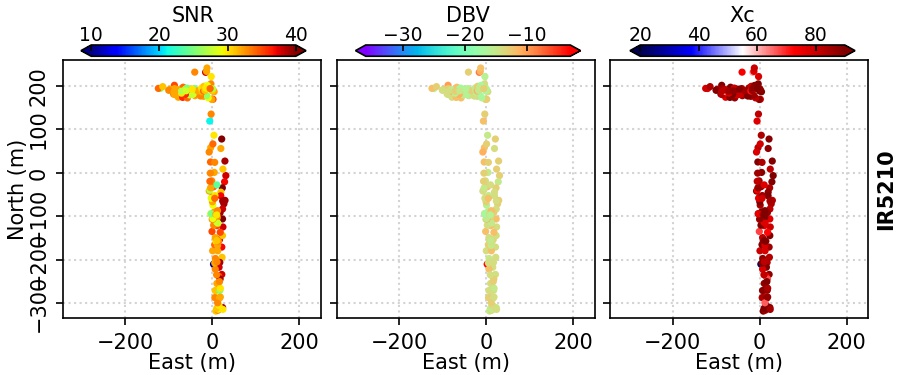 SNR DBV Xc
10 20 30 40 −30 −20 −10 20 40 60 80
North (m)
200
100
0
−100
−200
−300
−200 0 200 −200 0 200 −200 0 200
East (m) East (m) East (m)
IR5210